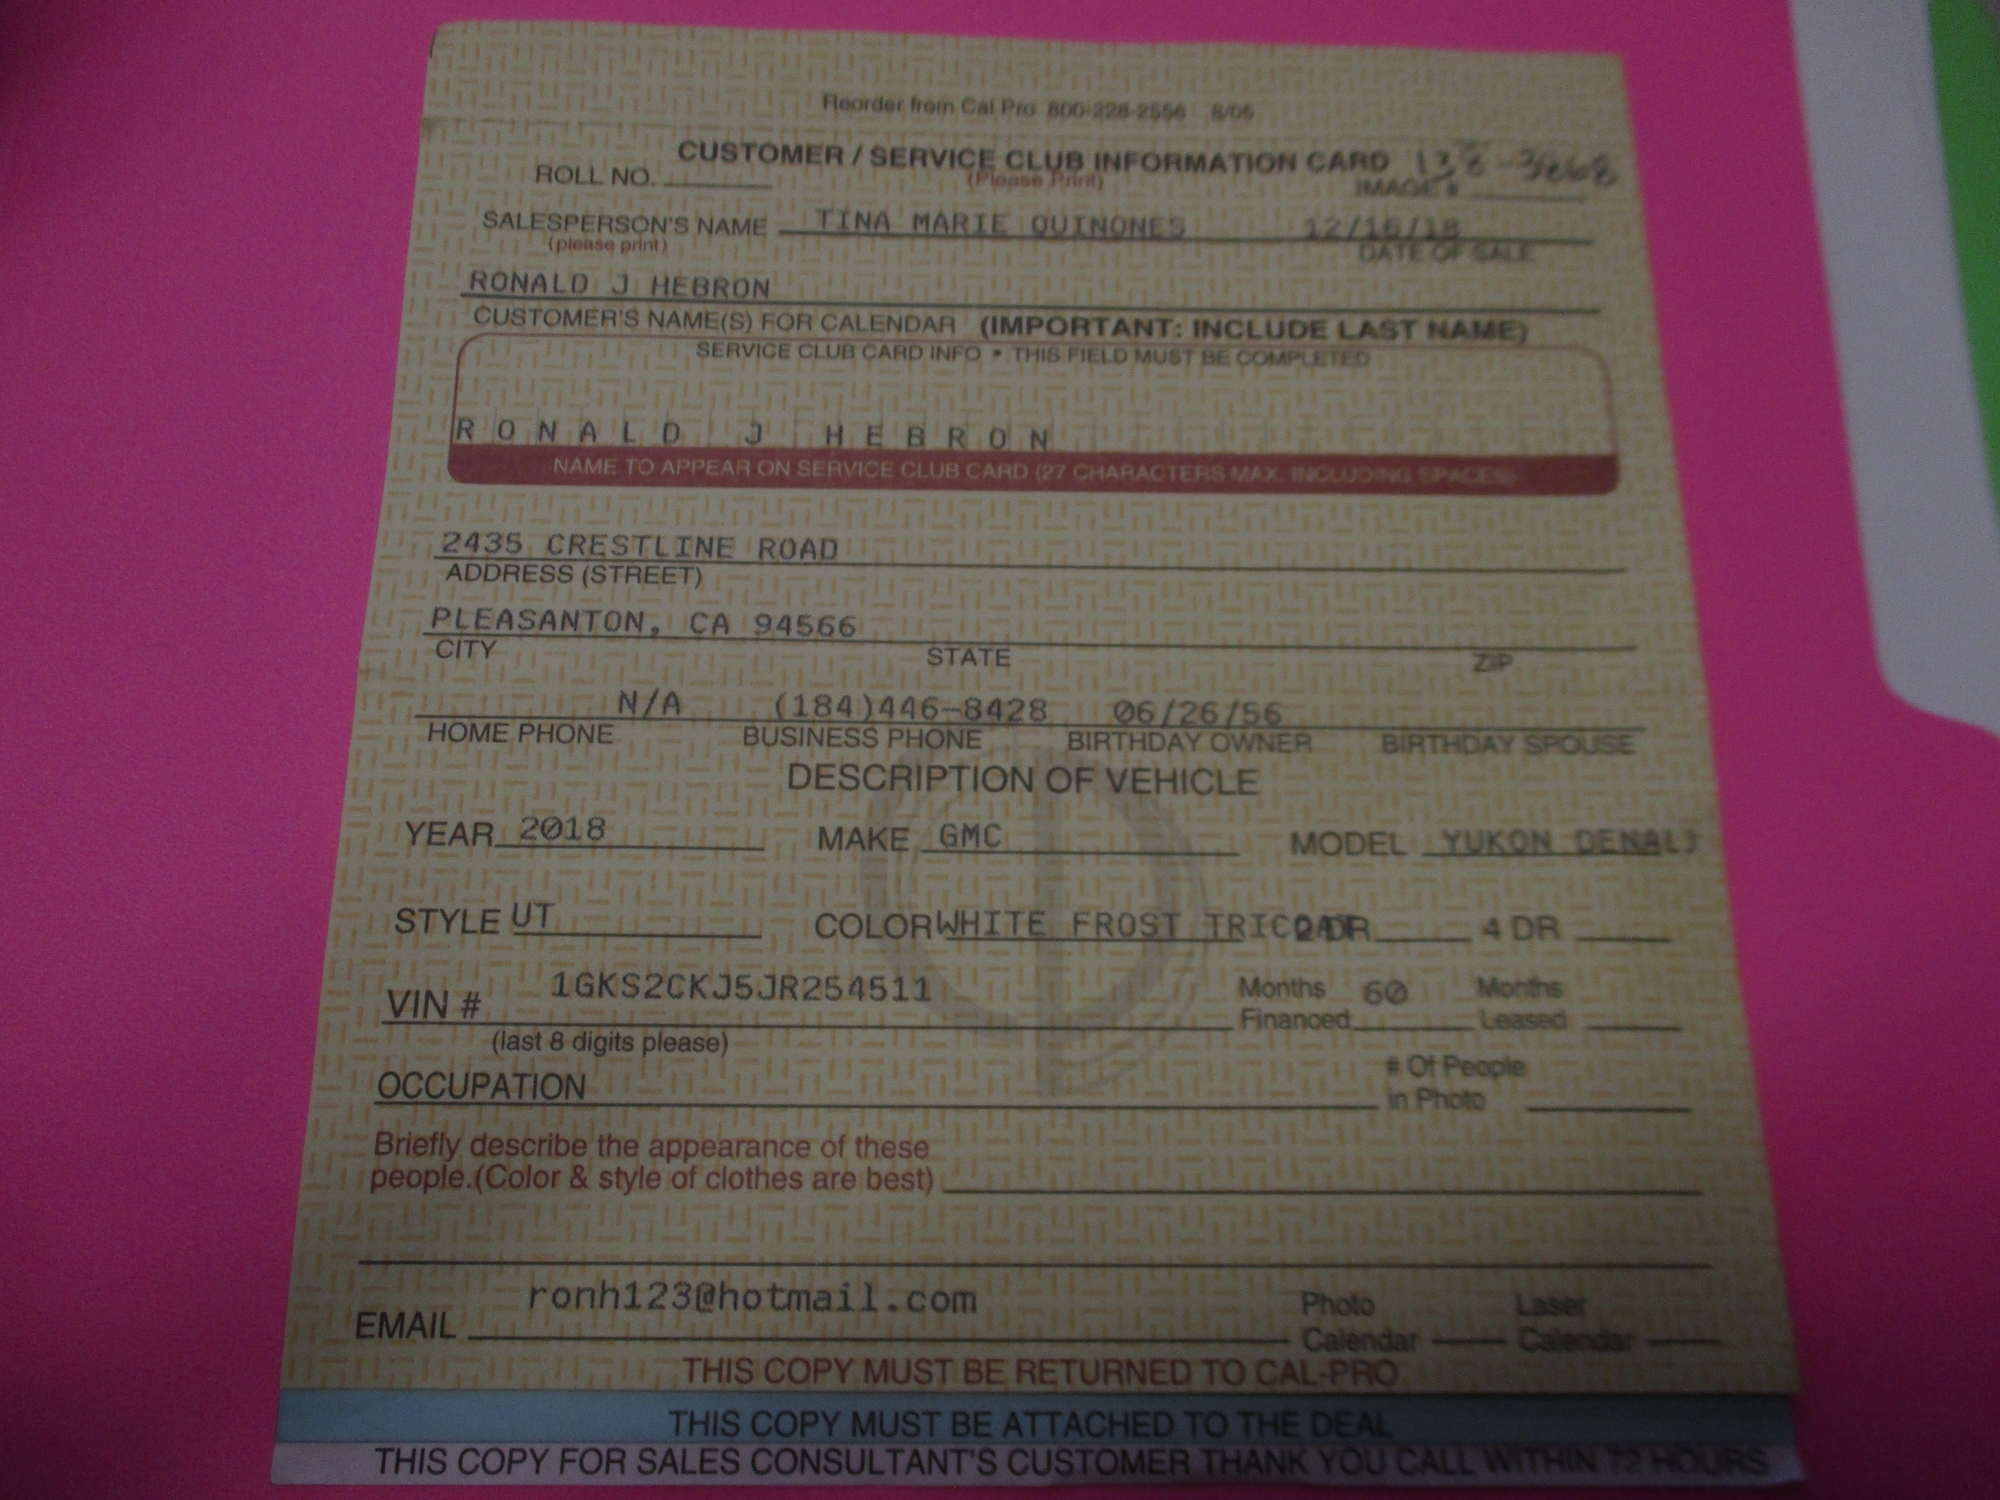 Reorder from Cal Pro 800-228-2556 8/06
CUSTOMER / SERVICE CLUB INFORMATION CARD 138-3868
ROLL NO. (Please Print) IMAGE #
SALESPERSON'S NAME TINA MARIE QUINONES 12/16/18
(please print) DATE OF SALE
RONALD J HEBRON
CUSTOMER'S NAME(S) FOR CALENDAR (IMPORTANT: INCLUDE LAST NAME)
SERVICE CLUB CARD INFO • THIS FIELD MUST BE COMPLETED
RONALD J HEBRON
NAME TO APPEAR ON SERVICE CLUB CARD (27 CHARACTERS MAX. INCLUDING SPACES)
2435 CRESTLINE ROAD
ADDRESS (STREET)
PLEASANTON, CA 94566
CITY STATE ZIP
N/A (184)446-8428 06/26/56
HOME PHONE BUSINESS PHONE BIRTHDAY OWNER BIRTHDAY SPOUSE
DESCRIPTION OF VEHICLE
YEAR 2018 MAKE GMC MODEL YUKON DENALI
STYLE UT COLOR WHITE FROST TRICOAT 2 DR 4 DR
VIN # 1GKS2CKJ5JR254511 Months Financed 60 Months Leased
(last 8 digits please)
OCCUPATION # Of People in Photo
Briefly describe the appearance of these
people.(Color & style of clothes are best)
ronh123@hotmail.com
EMAIL Photo Calendar Laser Calendar
THIS COPY MUST BE RETURNED TO CAL-PRO
THIS COPY MUST BE ATTACHED TO THE DEAL
THIS COPY FOR SALES CONSULTANT'S CUSTOMER THANK YOU CALL WITHIN 72 HOURS